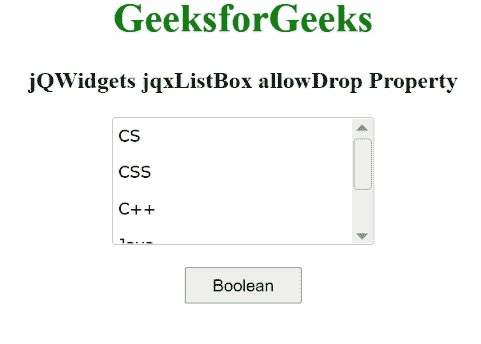 GeeksforGeeks
jQWidgets jqxListBox allowDrop Property
CS
CSS
C++
Boolean